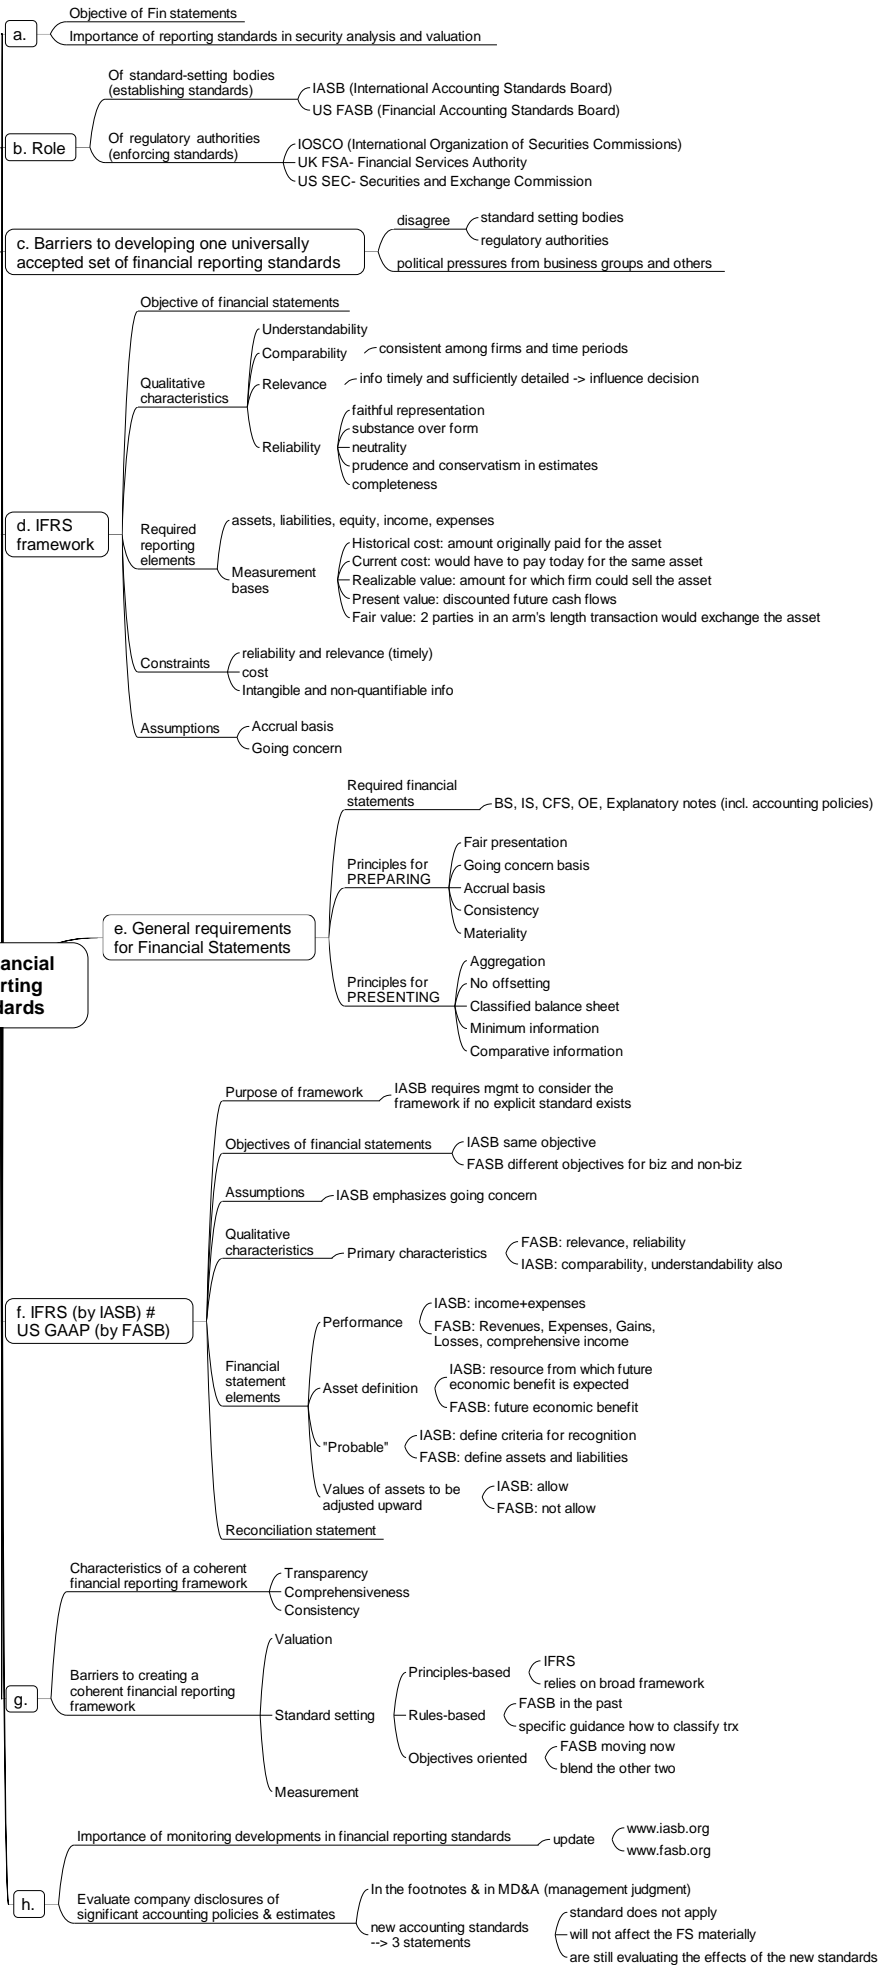 a.
Objective of Fin statements
Importance of reporting standards in security analysis and valuation
b. Role
Of standard-setting bodies
(establishing standards)
IASB (International Accounting Standards Board)
US FASB (Financial Accounting Standards Board)
Of regulatory authorities
(enforcing standards)
IOSCO (International Organization of Securities Commissions)
UK FSA- Financial Services Authority
US SEC- Securities and Exchange Commission
c. Barriers to developing one universally
accepted set of financial reporting standards
disagree
standard setting bodies
regulatory authorities
political pressures from business groups and others
d. IFRS
framework
Objective of financial statements
Qualitative
characteristics
Understandability
Comparability
consistent among firms and time periods
Relevance
info timely and sufficiently detailed -> influence decision
Reliability
faithful representation
substance over form
neutrality
prudence and conservatism in estimates
completeness
Required
reporting
elements
assets, liabilities, equity, income, expenses
Measurement
bases
Historical cost: amount originally paid for the asset
Current cost: would have to pay today for the same asset
Realizable value: amount for which firm could sell the asset
Present value: discounted future cash flows
Fair value: 2 parties in an arm's length transaction would exchange the asset
Constraints
reliability and relevance (timely)
cost
Intangible and non-quantifiable info
Assumptions
Accrual basis
Going concern
ancial
rting
dards
e. General requirements
for Financial Statements
Required financial
statements
BS, IS, CFS, OE, Explanatory notes (incl. accounting policies)
Principles for
PREPARING
Fair presentation
Going concern basis
Accrual basis
Consistency
Materiality
Principles for
PRESENTING
Aggregation
No offsetting
Classified balance sheet
Minimum information
Comparative information
f. IFRS (by IASB) #
US GAAP (by FASB)
Purpose of framework
IASB requires mgmt to consider the
framework if no explicit standard exists
Objectives of financial statements
IASB same objective
FASB different objectives for biz and non-biz
Assumptions
IASB emphasizes going concern
Qualitative
characteristics
Primary characteristics
FASB: relevance, reliability
IASB: comparability, understandability also
Financial
statement
elements
Performance
IASB: income+expenses
FASB: Revenues, Expenses, Gains,
Losses, comprehensive income
Asset definition
IASB: resource from which future
economic benefit is expected
FASB: future economic benefit
"Probable"
IASB: define criteria for recognition
FASB: define assets and liabilities
Values of assets to be
adjusted upward
IASB: allow
FASB: not allow
Reconciliation statement
g.
Characteristics of a coherent
financial reporting framework
Transparency
Comprehensiveness
Consistency
Barriers to creating a
coherent financial reporting
framework
Valuation
Standard setting
Principles-based
IFRS
relies on broad framework
Rules-based
FASB in the past
specific guidance how to classify trx
Objectives oriented
FASB moving now
blend the other two
Measurement
h.
Importance of monitoring developments in financial reporting standards
update
www.iasb.org
www.fasb.org
Evaluate company disclosures of
significant accounting policies & estimates
In the footnotes & in MD&A (management judgment)
new accounting standards
--> 3 statements
standard does not apply
will not affect the FS materially
are still evaluating the effects of the new standards